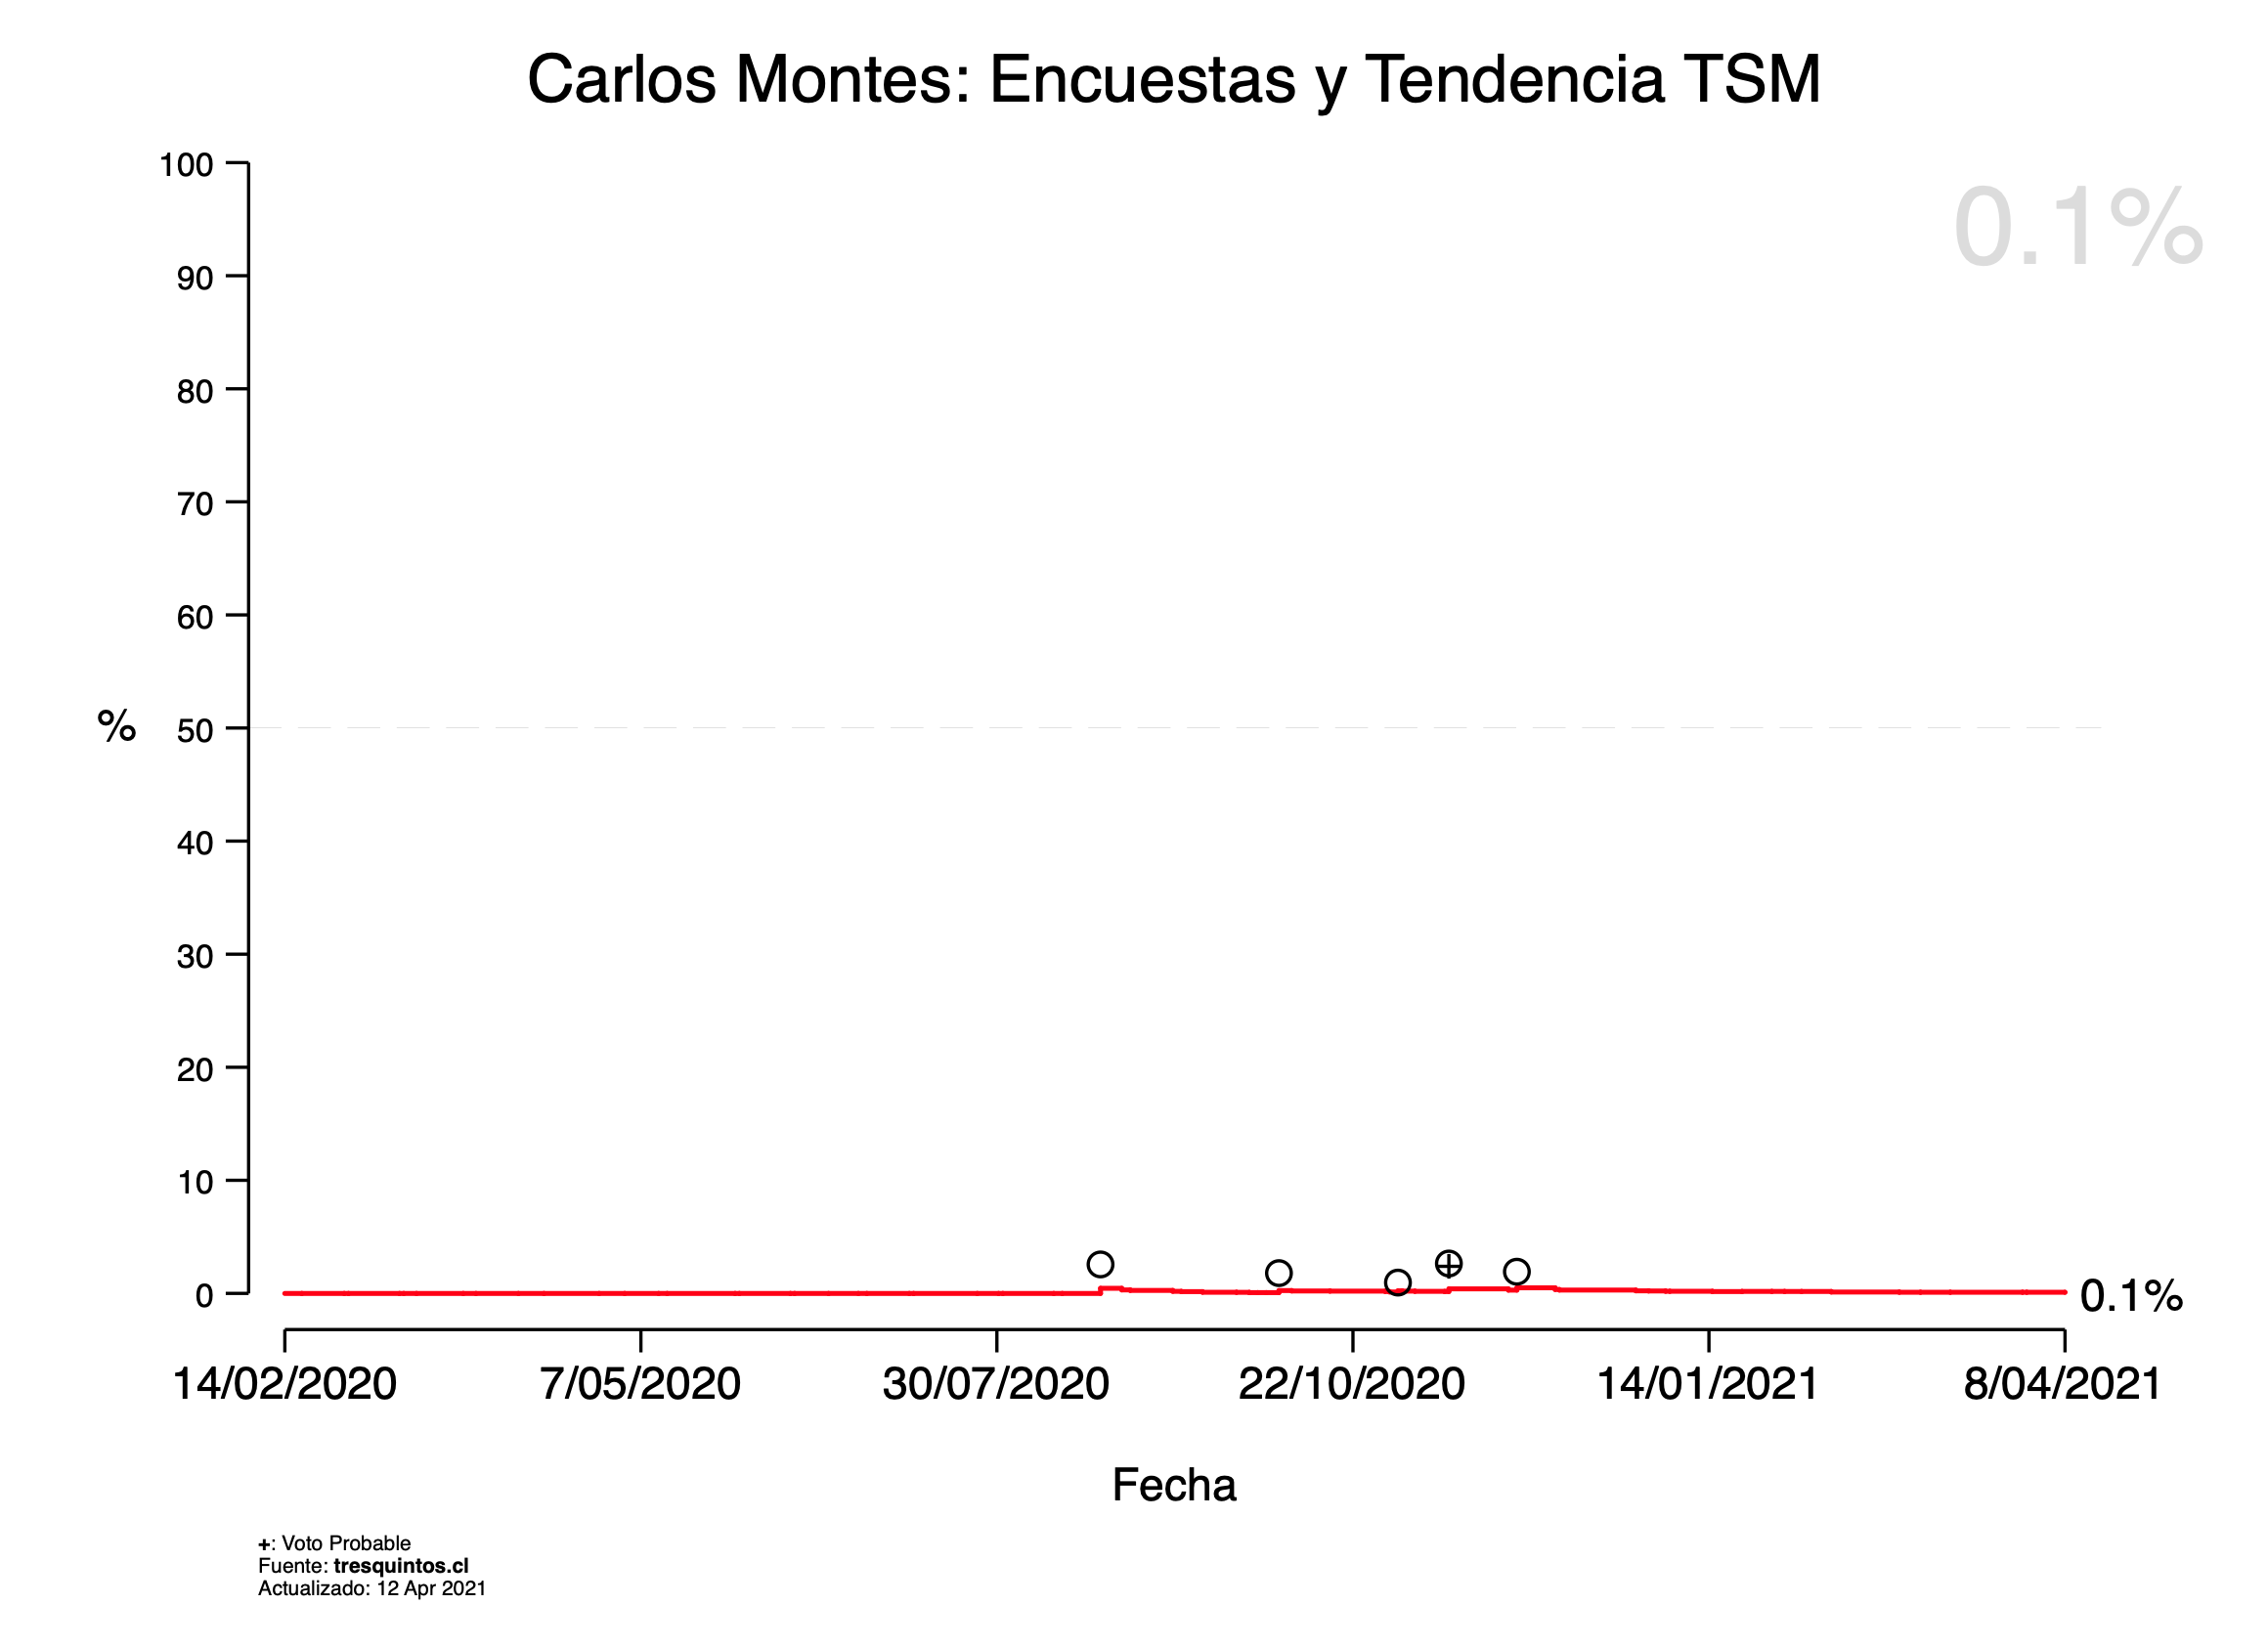 Carlos Montes: Encuestas y Tendencia TSM
0.1%
100
90
80
70
60
% 50
40
30
20
10
0
0.1%
14/02/2020 7/05/2020 30/07/2020 22/10/2020 14/01/2021 8/04/2021
Fecha
+: Voto Probable
Fuente: tresquintos.cl
Actualizado: 12 Apr 2021